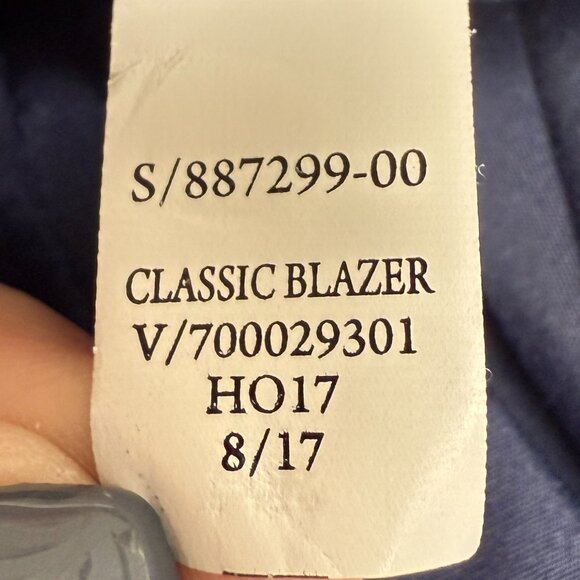 S/887299-00
CLASSIC BLAZER
V/700029301
HO17
8/17